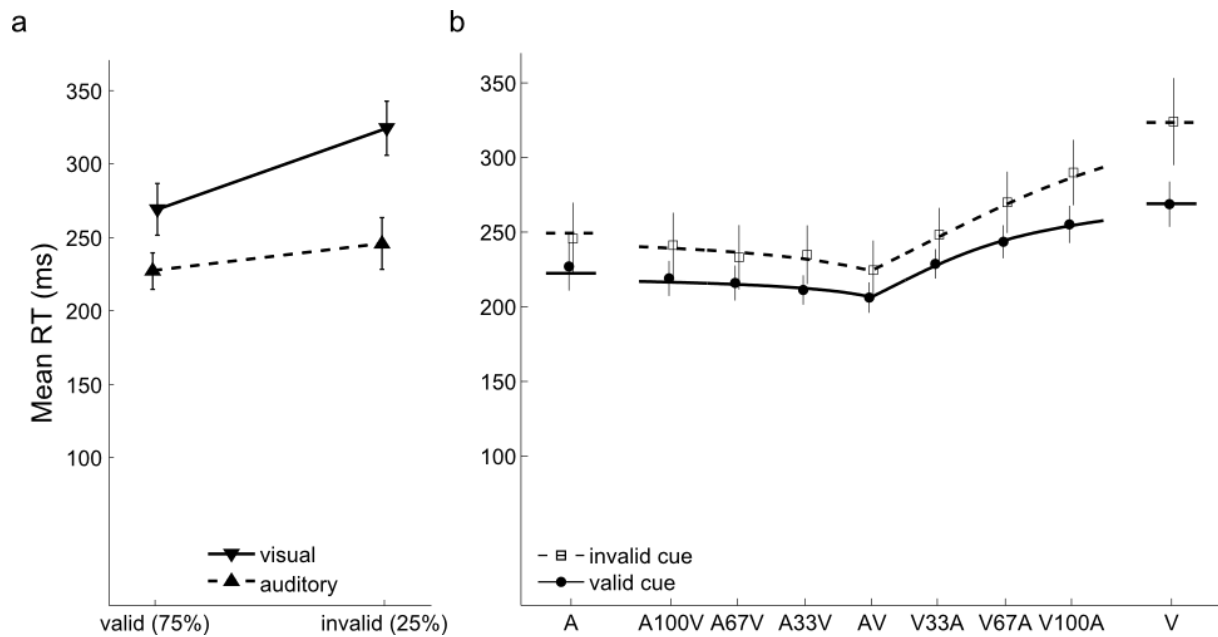 a
b
Mean RT (ms)
350
300
250
200
150
100
visual
auditory
valid (75%)
invalid (25%)
350
300
250
200
150
100
invalid cue
valid cue
A A100V A67V A33V AV V33A V67A V100A V